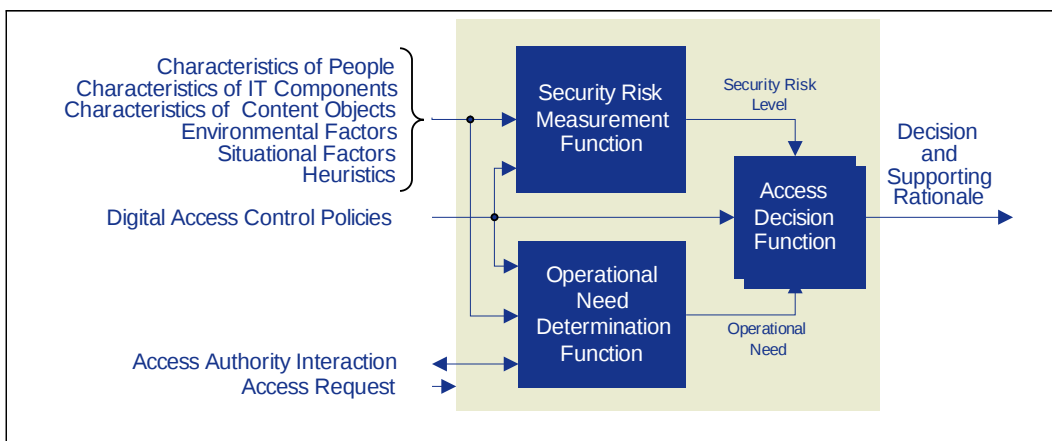 Characteristics of People
Characteristics of IT Components
Characteristics of Content Objects
Environmental Factors
Situational Factors
Heuristics
Digital Access Control Policies
Access Authority Interaction
Access Request
Security Risk
Measurement
Function
Operational
Need
Determination
Function
Security Risk
Level
Operational
Need
Access
Decision
Function
Decision
and
Supporting
Rationale